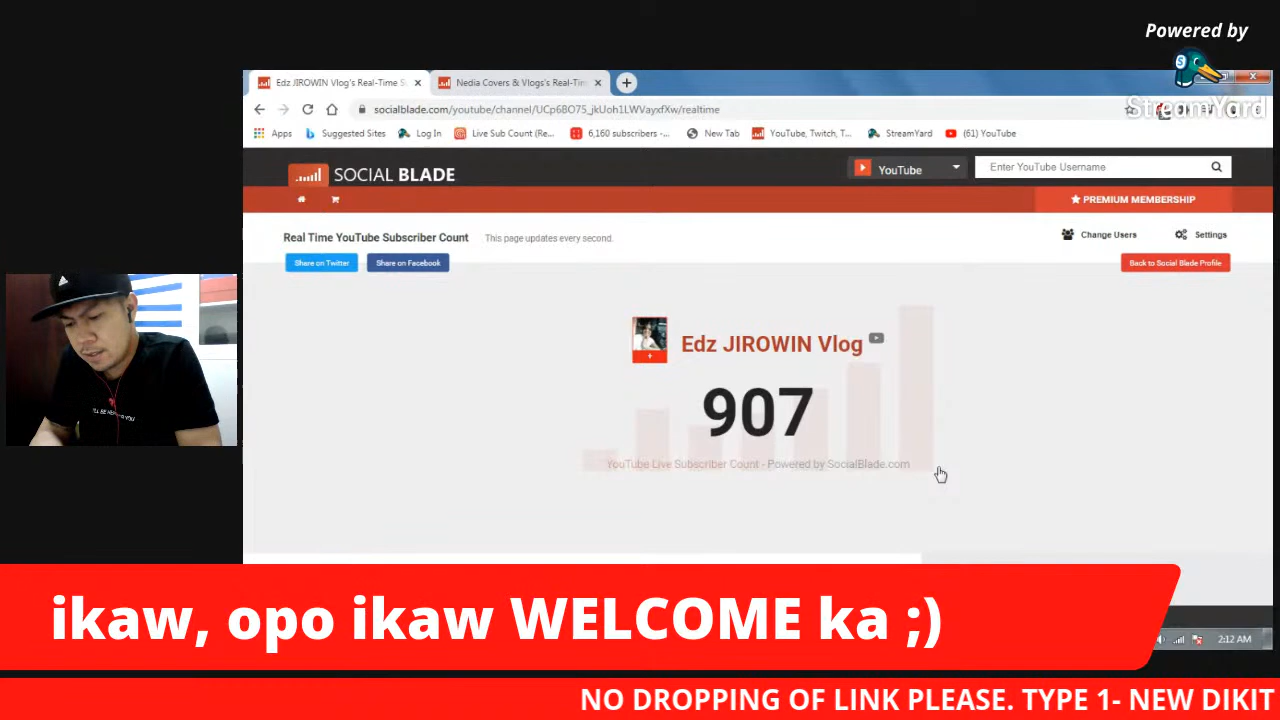 Powered by
StreamYard
Edz JIROWIN Vlog's Real-Time S
Nedia Covers & Vlogs's Real-Tim
socialblade.com/youtube/channel/UCp6BO75_jkUoh1LWVayxfXw/realtime
Apps
Suggested Sites
Log In
Live Sub Count (Re...
6,160 subscribers -...
New Tab
YouTube, Twitch, T...
StreamYard
(61) YouTube
SOCIAL BLADE
YouTube
Enter YouTube Username
PREMIUM MEMBERSHIP
Real Time YouTube Subscriber Count
This page updates every second.
Change Users
Settings
Share on Twitter
Share on Facebook
Back to Social Blade Profile
Edz JIROWIN Vlog
907
YouTube Live Subscriber Count - Powered by SocialBlade.com
ikaw, opo ikaw WELCOME ka ;)
2:12 AM
NO DROPPING OF LINK PLEASE. TYPE 1- NEW DIKIT